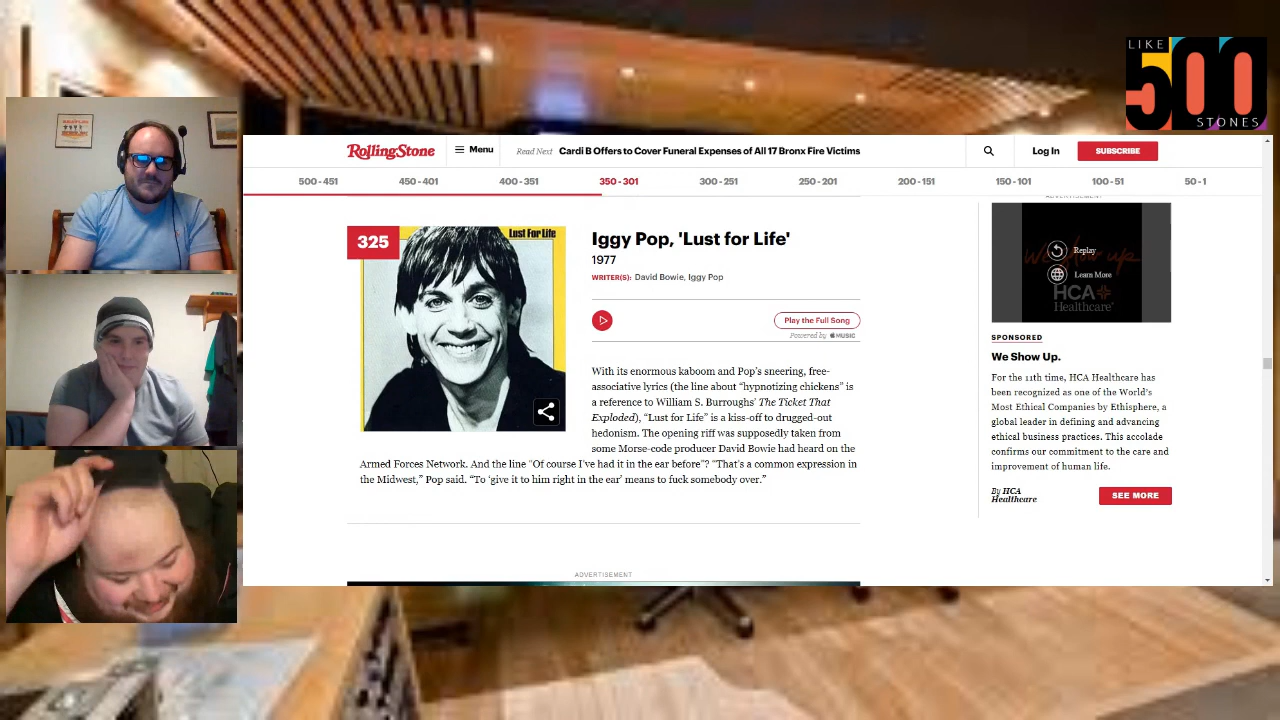 LIKE
500
STONES
RollingStone
Menu
Read Next Cardi B Offers to Cover Funeral Expenses of All 17 Bronx Fire Victims
Log In
SUBSCRIBE
500 - 451
450 - 401
400 - 351
350 - 301
300 - 251
250 - 201
200 - 151
150 - 101
100 - 51
50 - 1
325
Lust For Life
Iggy Pop, 'Lust for Life'
1977
WRITER(S): David Bowie, Iggy Pop
Play the Full Song
Powered by MUSIC
With its enormous kaboom and Pop's sneering, free-
associative lyrics (the line about “hypnotizing chickens” is
a reference to William S. Burroughs' The Ticket That
Exploded), “Lust for Life” is a kiss-off to drugged-out
hedonism. The opening riff was supposedly taken from
some Morse-code producer David Bowie had heard on the
Armed Forces Network. And the line “Of course I've had it in the ear before”? “That's a common expression in
the Midwest,” Pop said. “To ‘give it to him right in the ear’ means to fuck somebody over.”
ADVERTISEMENT
ADVERTISEMENT
We show up.
Replay
Learn More
HCA
Healthcare
SPONSORED
We Show Up.
For the 11th time, HCA Healthcare has
been recognized as one of the World's
Most Ethical Companies by Ethisphere, a
global leader in defining and advancing
ethical business practices. This accolade
confirms our commitment to the care and
improvement of human life.
By HCA
Healthcare
SEE MORE